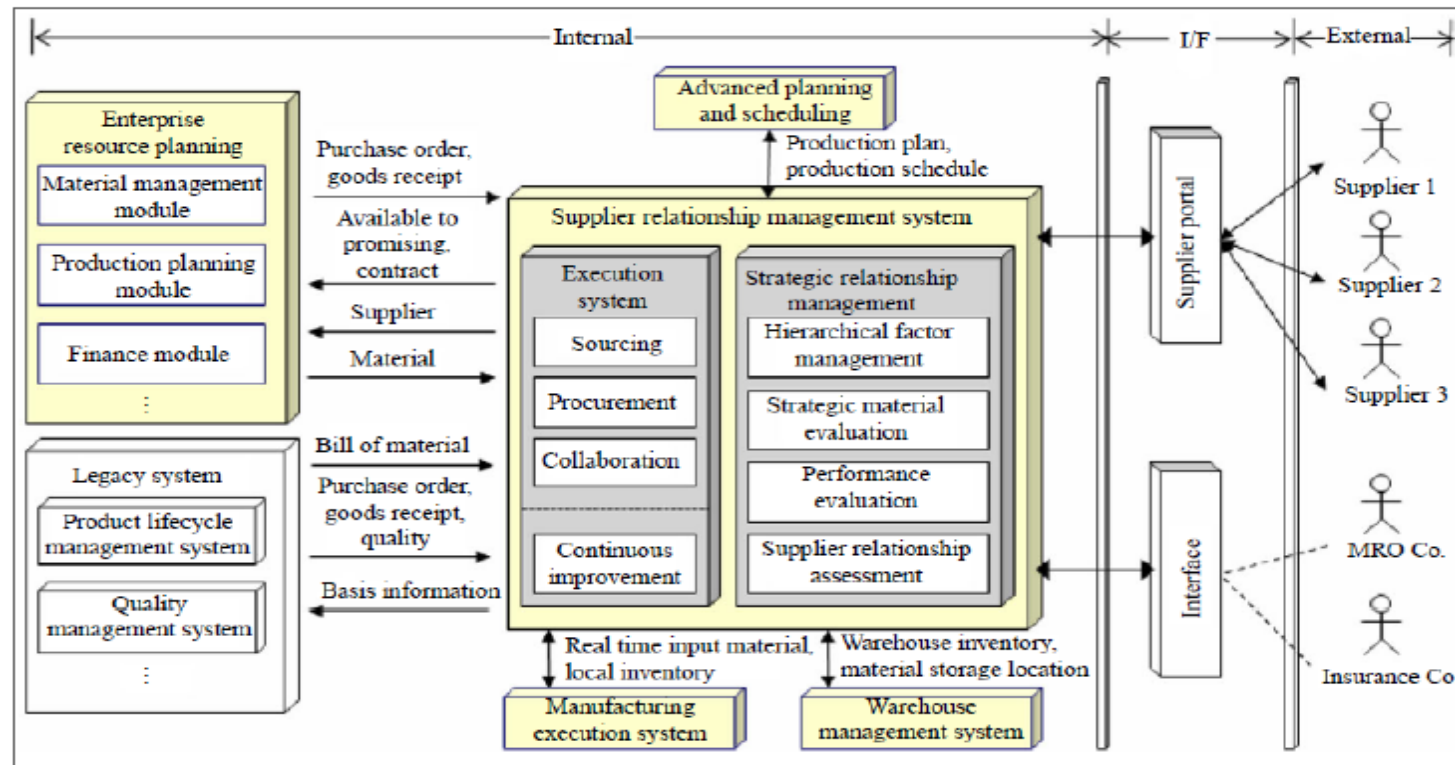 Internal
I/F
External
Enterprise
resource planning
Material management
module
Production planning
module
Finance module
⋮
Legacy system
Product lifecycle
management system
Quality
management system
⋮
Purchase order,
goods receipt
Available to
promising,
contract
Supplier
Material
Bill of material
Purchase order,
goods receipt,
quality
Basis information
Advanced planning
and scheduling
Production plan,
production schedule
Supplier relationship management system
Execution
system
Sourcing
Procurement
Collaboration
Continuous
improvement
Strategic relationship
management
Hierarchical factor
management
Strategic material
evaluation
Performance
evaluation
Supplier relationship
assessment
Real time input material,
local inventory
Warehouse inventory,
material storage location
Manufacturing
execution system
Warehouse
management system
Supplier portal
Interface
Supplier 1
Supplier 2
Supplier 3
MRO Co.
Insurance Co